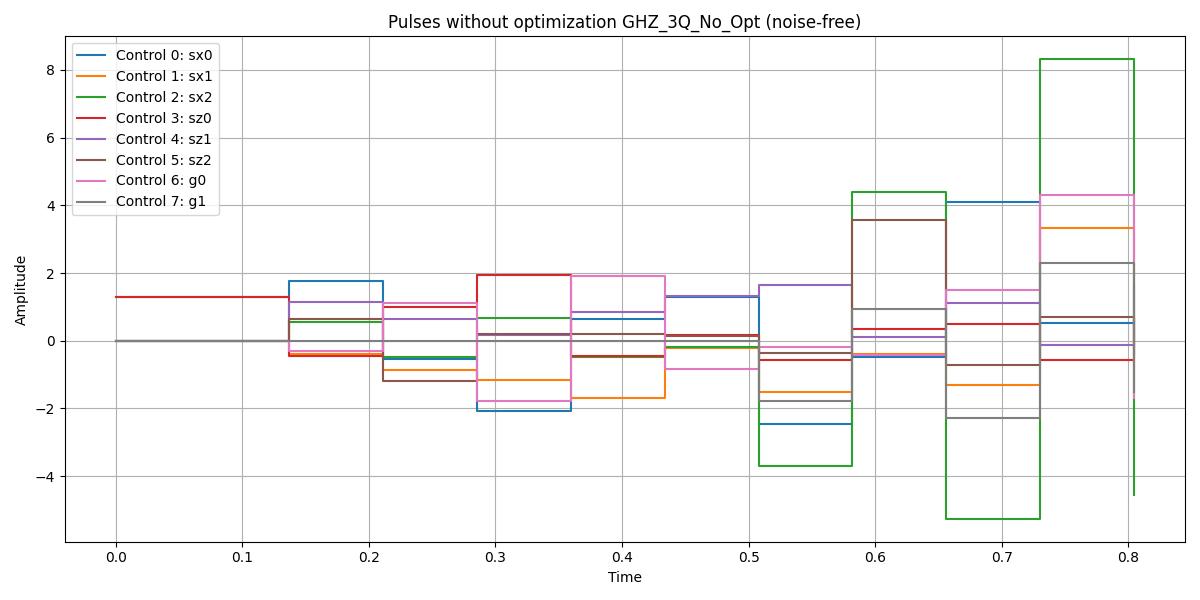 Pulses without optimization GHZ_3Q_No_Opt (noise-free)
Control 0: sx0
Control 1: sx1
Control 2: sx2
Control 3: sz0
Control 4: sz1
Control 5: sz2
Control 6: g0
Control 7: g1
Amplitude
8
6
4
2
0
−2
−4
0.0 0.1 0.2 0.3 0.4 0.5 0.6 0.7 0.8
Time